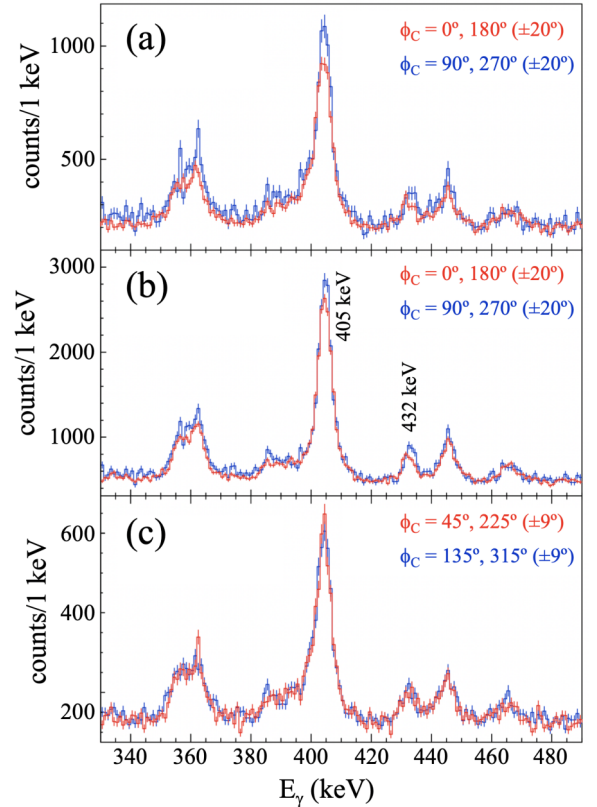 (a)
ϕC = 0º, 180º (±20º)
ϕC = 90º, 270º (±20º)
counts/1 keV
1000
500
(b)
ϕC = 0º, 180º (±20º)
ϕC = 90º, 270º (±20º)
counts/1 keV
3000
2000
1000
405 keV
432 keV
(c)
ϕC = 45º, 225º (±9º)
ϕC = 135º, 315º (±9º)
counts/1 keV
600
400
200
340 360 380 400 420 440 460 480
Eγ (keV)